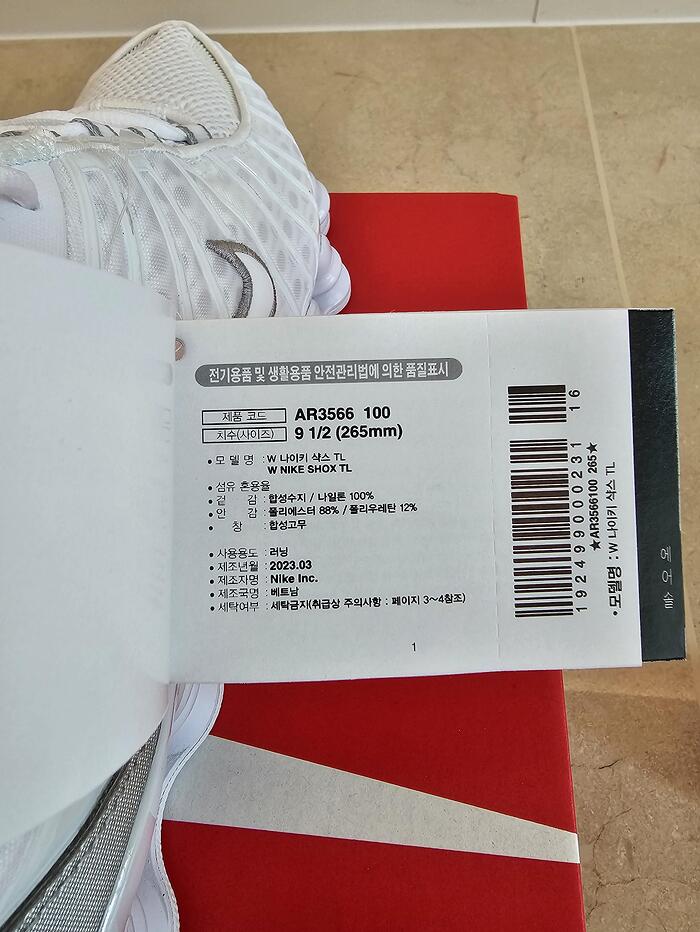 전기용품 및 생활용품 안전관리법에 의한 품질표시
제품 코드 AR3566 100
치수(사이즈) 9 1/2 (265mm)
• 모 델 명 : W 나이키 샥스 TL
W NIKE SHOX TL
• 섬유 혼용율
• 겉 감 : 합성수지 / 나일론 100%
• 안 감 : 폴리에스터 88% / 폴리우레탄 12%
• 창 : 합성고무
• 사용용도 : 러닝
• 제조년월 : 2023.03
• 제조자명 : Nike Inc.
• 제조국명 : 베트남
• 세탁여부 : 세탁금지(취급상 주의사항 : 페이지 3~4참조)
1
192499000231 16
★AR3566100 265★
• 모델명 : W 나이키 샥스 TL
에어솔